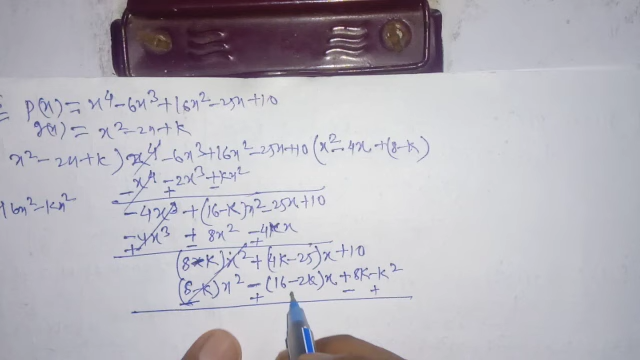 p(x) = x⁴-6x³+16x²-25x+10
g(x) = x²-2x+k
x²-2x+k ) x⁴-6x³+16x²-25x+10 ( x²-4x+(8-k)
x⁴-2x³+kx²
- + -
16x²-kx²
-4x³+(16-k)x²-25x+10
-4x³+8x²-4kx
+ - +
(8-k)x²+(4k-25)x+10
(8-k)x²-(16-2k)x+8k-k²
- + - +